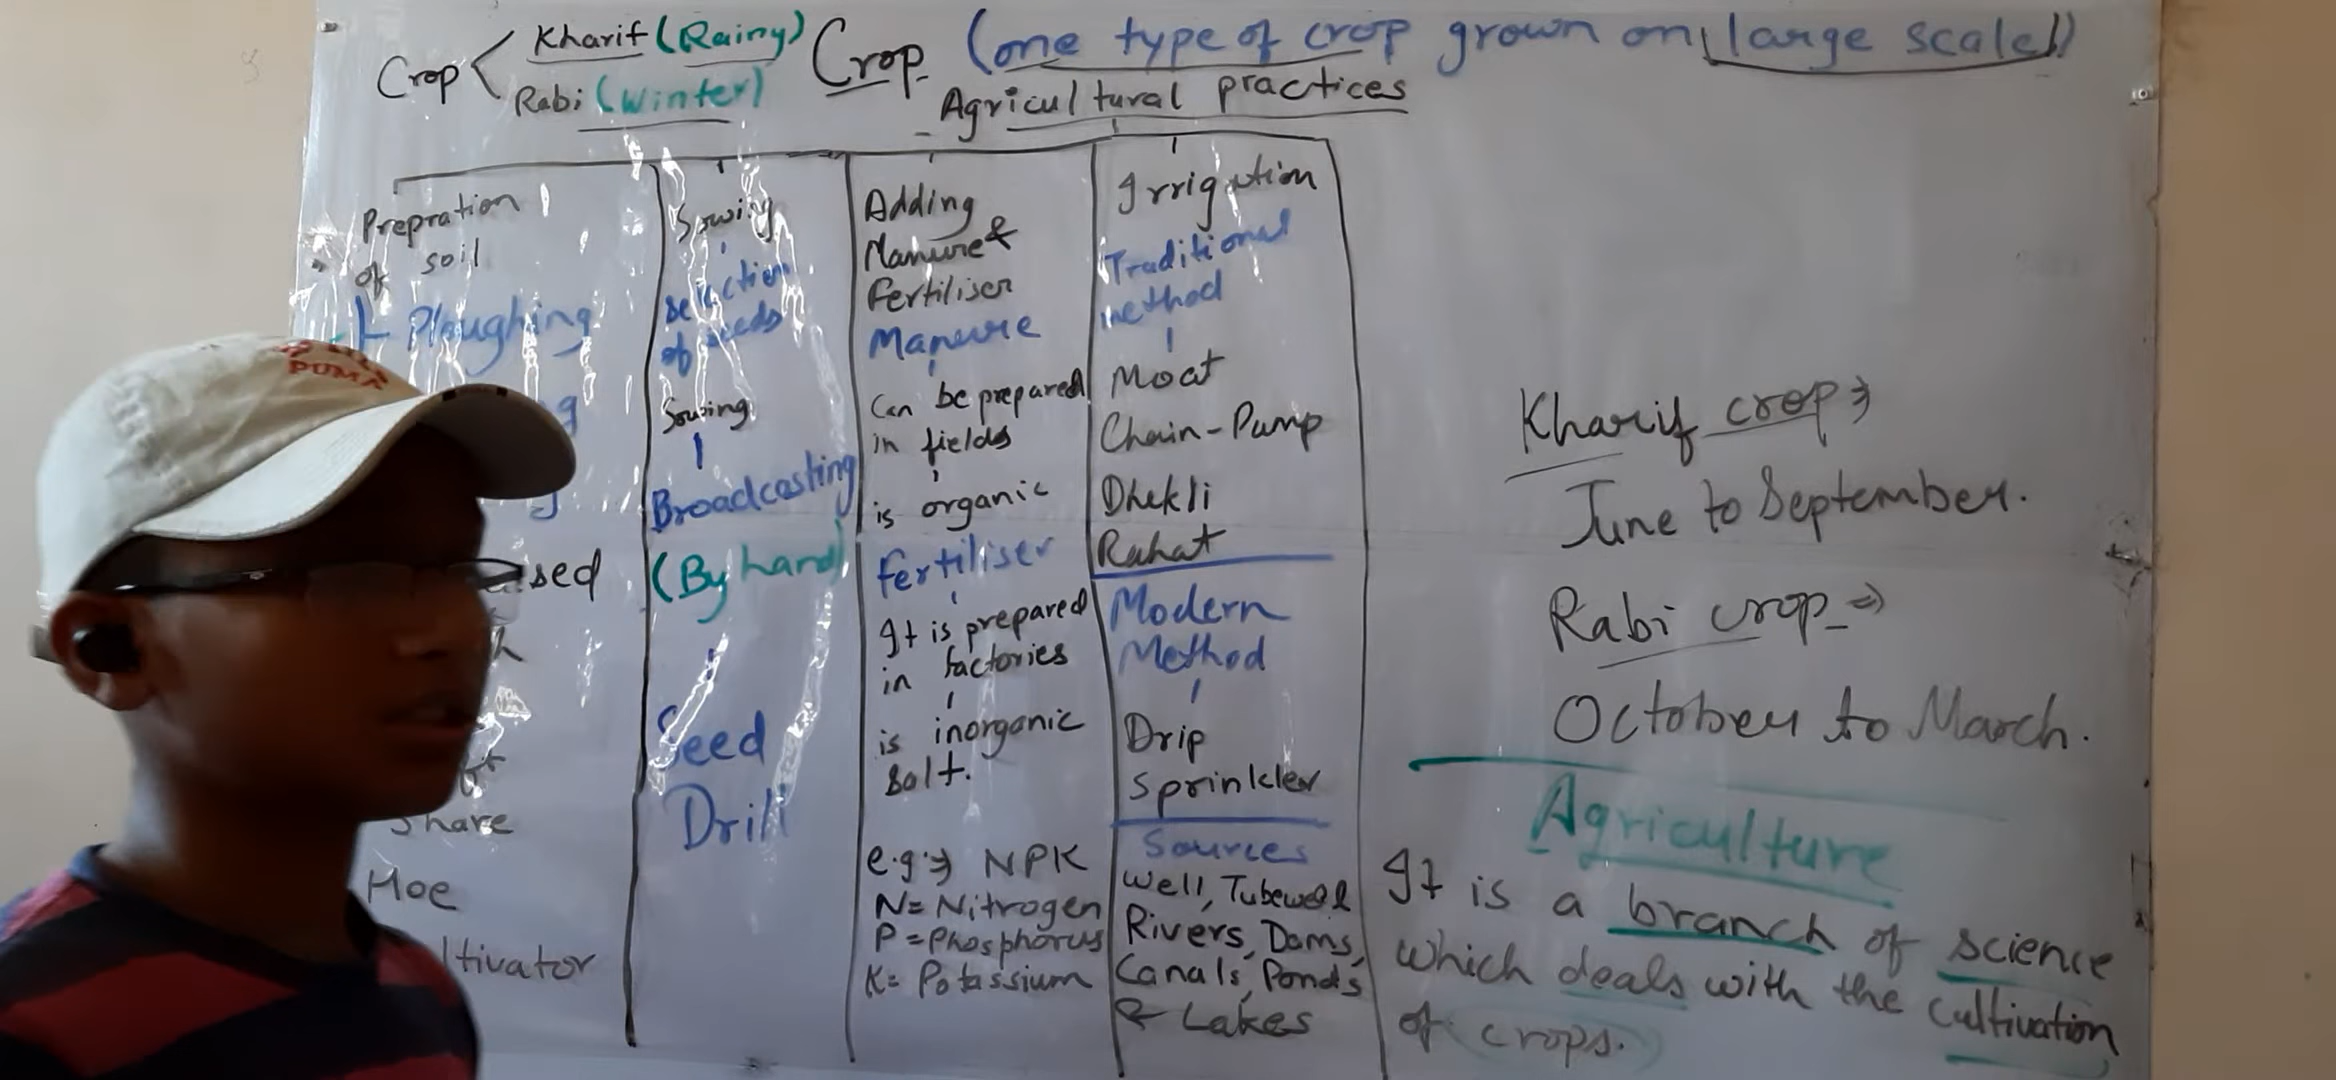 Crop
Kharif (Rainy)
Rabi (Winter)
Crop (one type of crop grown on large scale)
Agricultural practices
Prepration
of soil
Ploughing
sed
Share
Hoe
ltivator
Sowing
Selection
of seeds
Sowing
Broadcasting
(By hand)
Seed
Drill
Adding
Manure &
Fertiliser
Manure
Can be prepared
in fields
is organic
Fertiliser
It is prepared
in factories
is inorganic
Salt.
e.g. ⇒ NPK
N= Nitrogen
P = Phosphorus
K= Potassium
Irrigation
Traditional
method
Moat
Chain-Pump
Dhekli
Rahat
Modern
Method
Drip
Sprinkler
Sources
Well, Tubewell
Rivers, Dams,
Canals, Ponds
& Lakes
Kharif crop ⇒
June to September.
Rabi crop ⇒
October to March.
Agriculture
It is a branch of science
which deals with the cultivation
of crops.
PUMA